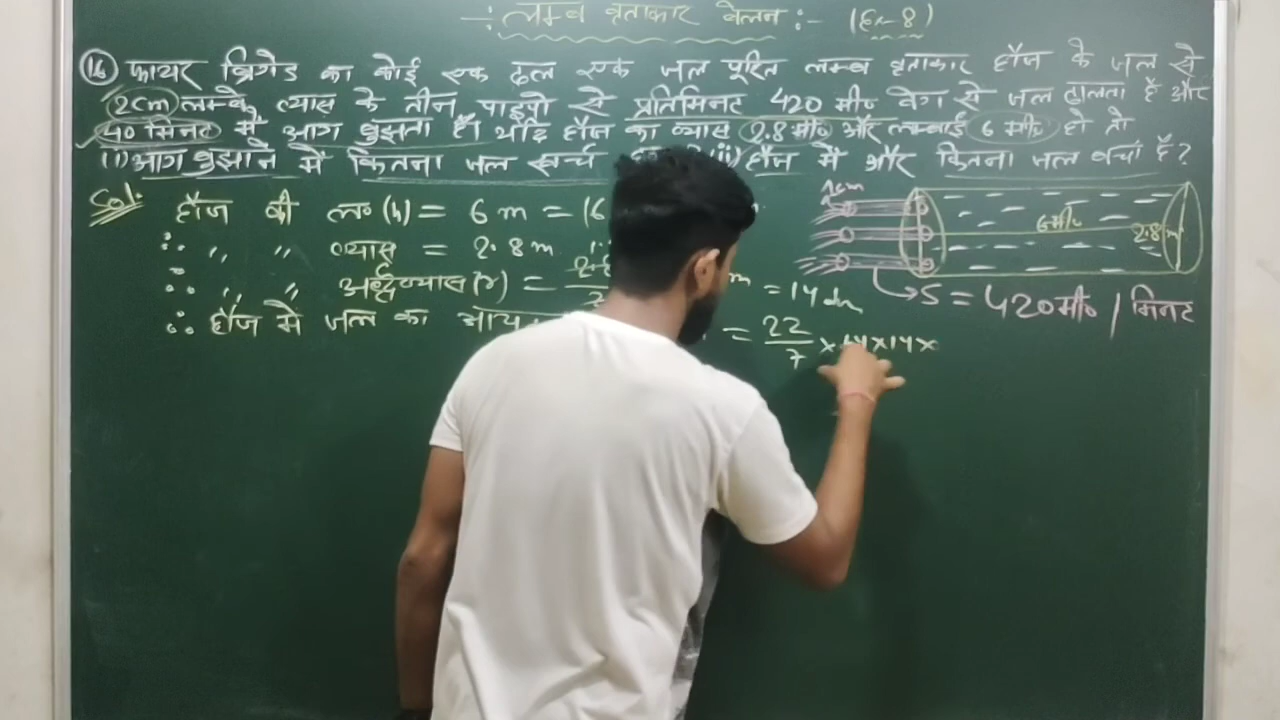 -: लम्ब वृताकार बेलन :- (Ex-8)
16 फायर ब्रिगेड का कोई एक दल एक जल पूरित लम्ब वृताकार हौज के जल से
2cm लम्बे व्यास के तीन पाइपो से प्रतिमिनट 420 मी० वेग से जल ढालता है और
40 मिनट में आग बुझता है। यदि हौज का व्यास 2.8 मी० और लम्बाई 6 मी० हो तो
(i) आग बुझाने में कितना जल खर्च (ii) हौज में और कितना जल बचा है?
Sol:
हौज की ल० (h) = 6 m = (6
∴ " " व्यास = 2.8 m
∴ " " अर्द्धव्यास (r) = m = 14 dm
∴ हौज में जल का आय = 22/7 × 14 × 14 ×
2cm
6मी०
2.8m
S = 420मी० / मिनट